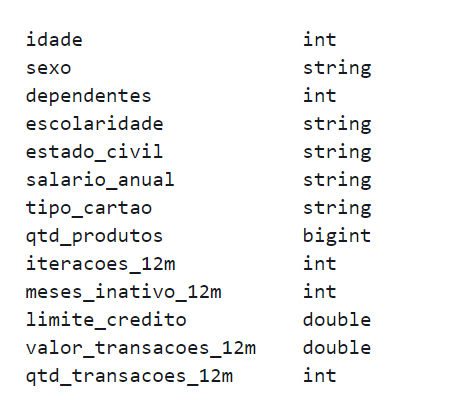 idade int
sexo string
dependentes int
escolaridade string
estado_civil string
salario_anual string
tipo_cartao string
qtd_produtos bigint
iteracoes_12m int
meses_inativo_12m int
limite_credito double
valor_transacoes_12m double
qtd_transacoes_12m int